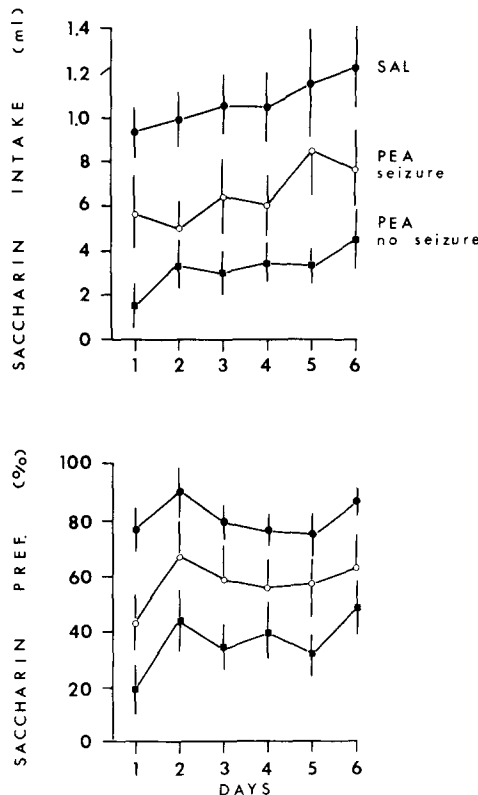 SACCHARIN INTAKE (ml)
1.4
1.2
1.0
8
6
4
2
0
SAL
PEA
seizure
PEA
no seizure
1 2 3 4 5 6
SACCHARIN PREF. (%)
100
80
60
40
20
0
1 2 3 4 5 6
DAYS